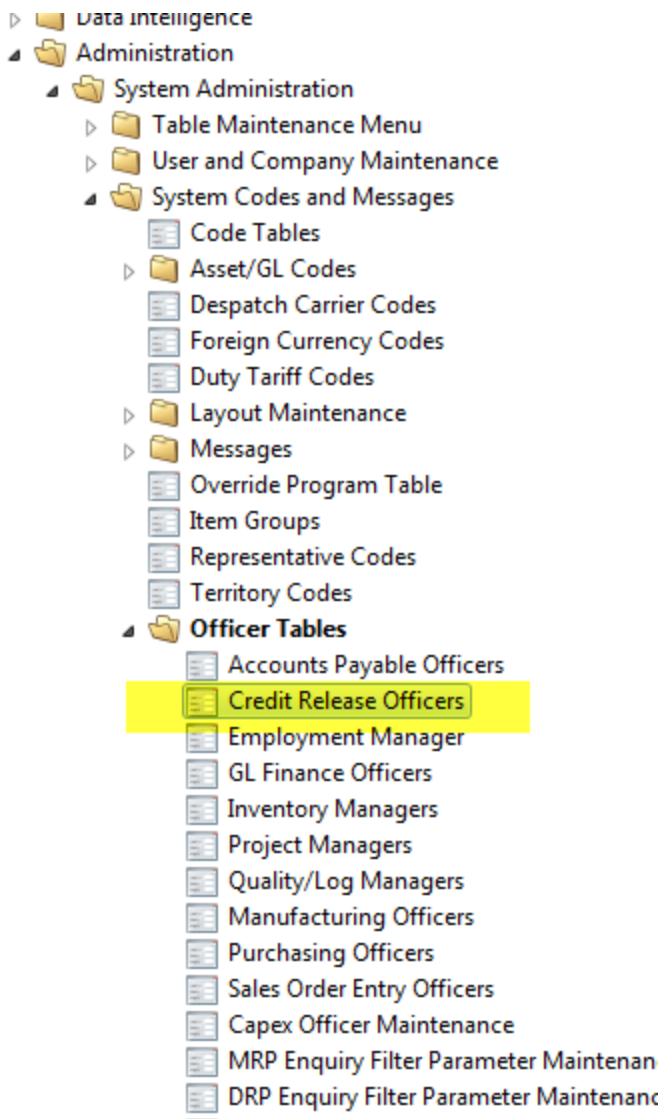 Data Intelligence
Administration
System Administration
Table Maintenance Menu
User and Company Maintenance
System Codes and Messages
Code Tables
Asset/GL Codes
Despatch Carrier Codes
Foreign Currency Codes
Duty Tariff Codes
Layout Maintenance
Messages
Override Program Table
Item Groups
Representative Codes
Territory Codes
Officer Tables
Accounts Payable Officers
Credit Release Officers
Employment Manager
GL Finance Officers
Inventory Managers
Project Managers
Quality/Log Managers
Manufacturing Officers
Purchasing Officers
Sales Order Entry Officers
Capex Officer Maintenance
MRP Enquiry Filter Parameter Maintenan
DRP Enquiry Filter Parameter Maintenanc